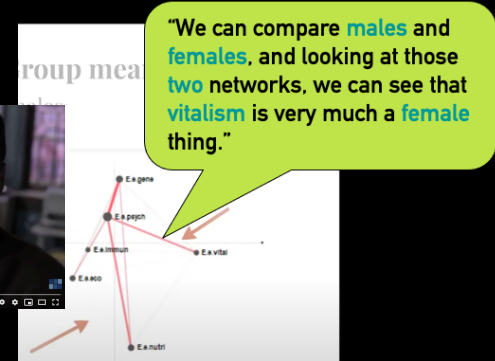 “We can compare males and
females, and looking at those
two networks, we can see that
vitalism is very much a female
thing.”
roup mea
E.e.gene
E.e.psych
E.e.immun
E.e.vital
E.e.eco
E.e.nutri